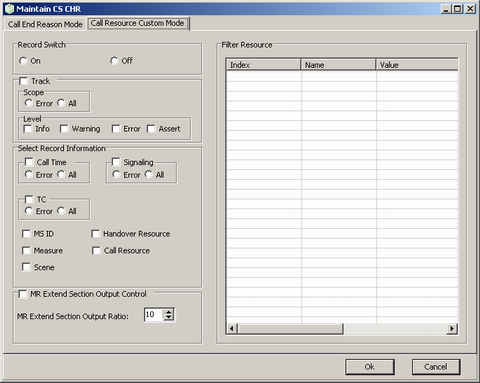 Maintain CS CHR
Call End Reason Mode Call Resource Custom Mode
Record Switch
On Off
Track
Scope
Error All
Level
Info Warning Error Assert
Select Record Information
Call Time Signaling
Error All Error All
TC
Error All
MS ID Handover Resource
Measure Call Resource
Scene
MR Extend Section Output Control
MR Extend Section Output Ratio: 10
Filter Resource
Index Name Value
Ok Cancel